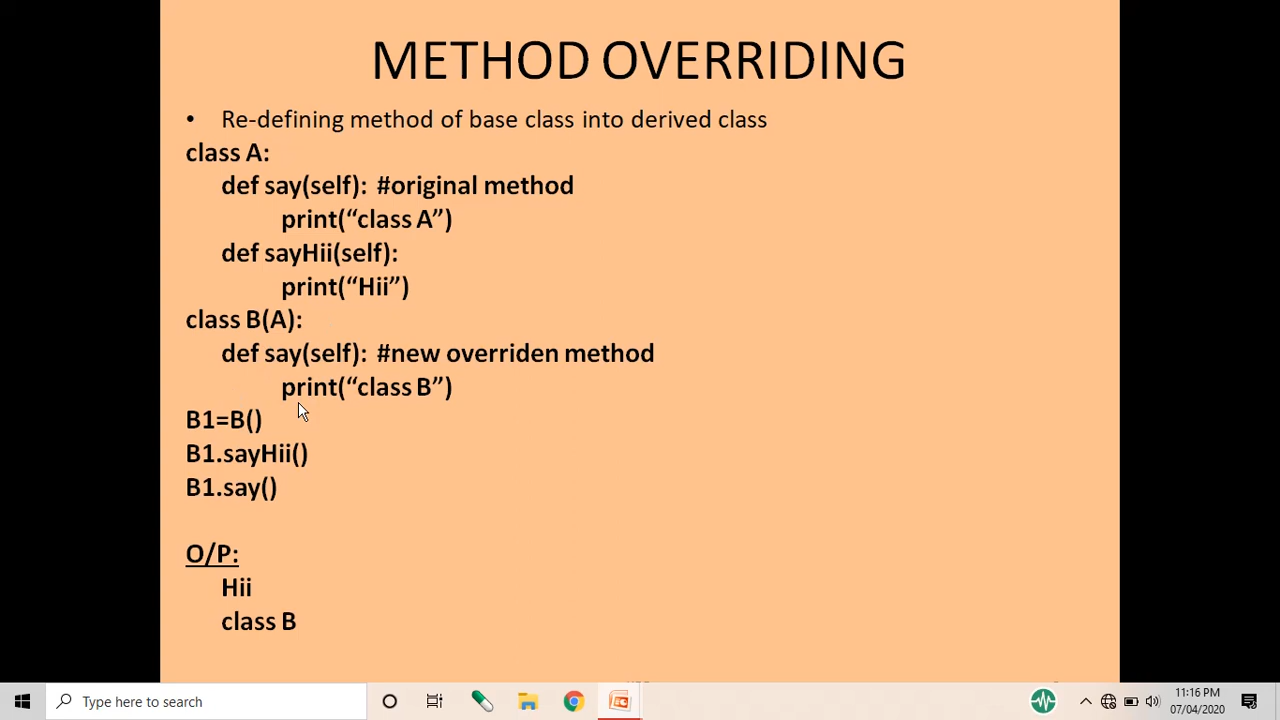 METHOD OVERRIDING
• Re-defining method of base class into derived class
class A:
def say(self): #original method
print(“class A”)
def sayHii(self):
print(“Hii”)
class B(A):
def say(self): #new overriden method
print(“class B”)
B1=B()
B1.sayHii()
B1.say()
O/P:
Hii
class B
Type here to search
11:16 PM
07/04/2020